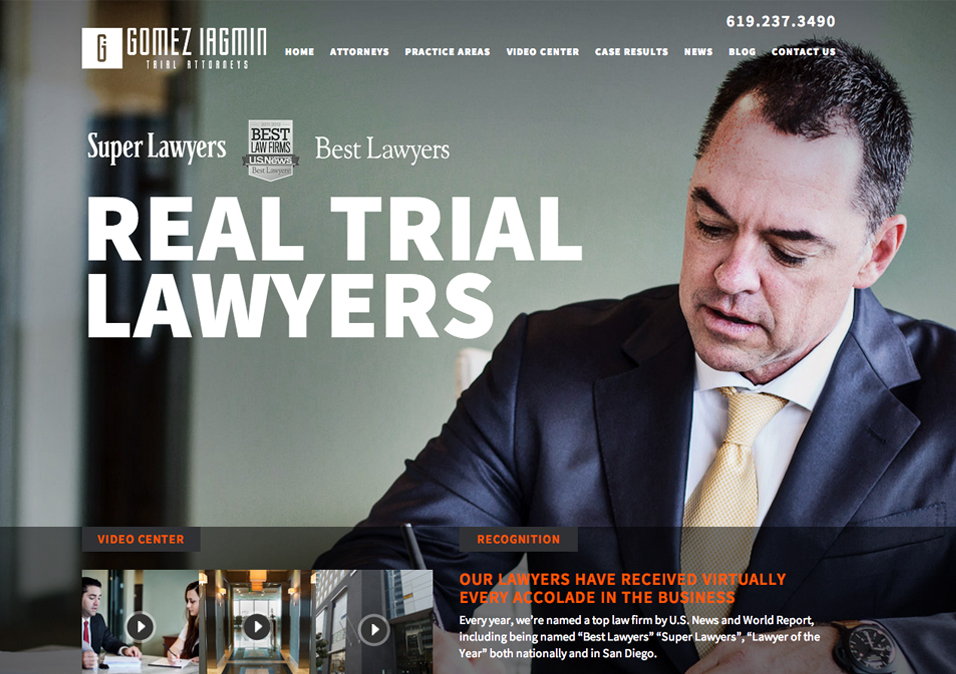 619.237.3490
G GOMEZ IAGMIN
TRIAL ATTORNEYS
HOME ATTORNEYS PRACTICE AREAS VIDEO CENTER CASE RESULTS NEWS BLOG CONTACT US
Super Lawyers
BEST
LAW FIRMS
U.S.News
Best Lawyers
Best Lawyers
REAL TRIAL
LAWYERS
VIDEO CENTER
RECOGNITION
OUR LAWYERS HAVE RECEIVED VIRTUALLY
EVERY ACCOLADE IN THE BUSINESS
Every year, we're named a top law firm by U.S. News and World Report,
including being named “Best Lawyers” “Super Lawyers”, “Lawyer of the
Year” both nationally and in San Diego.